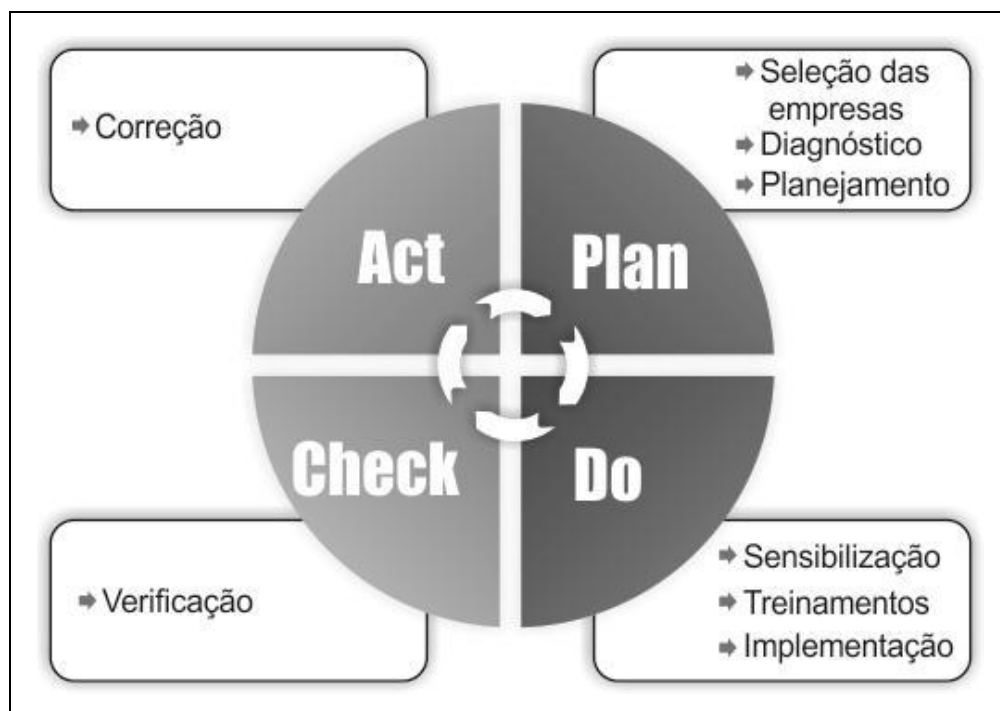 ➡ Correção
➡ Seleção das
empresas
➡ Diagnóstico
➡ Planejamento
Act
Plan
Check
Do
➡ Verificação
➡ Sensibilização
➡ Treinamentos
➡ Implementação